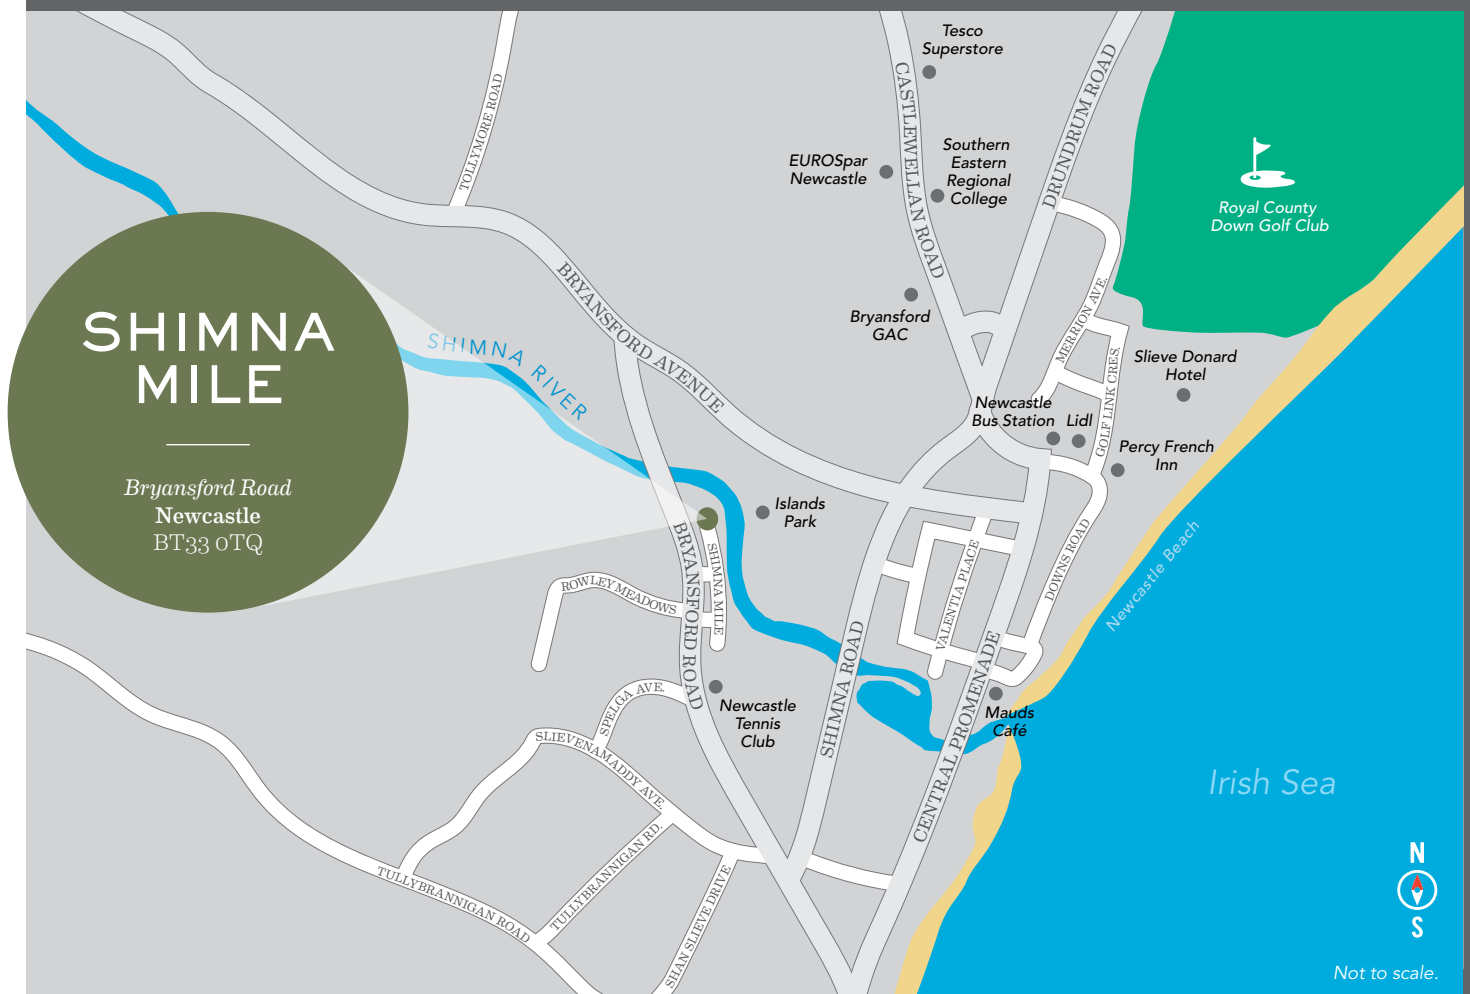 Tesco
Superstore
TOLLYMORE ROAD
CASTLEWELLAN ROAD
DRUNDRUM ROAD
EUROSpar
Newcastle
Southern
Eastern
Regional
College
Royal County
Down Golf Club
BRYANSFORD AVENUE
Bryansford
GAC
MERRION AVE.
SHIMNA
MILE
Bryansford Road
Newcastle
BT33 0TQ
SHIMNA RIVER
GOLF LINK CRES.
Slieve Donard
Hotel
Newcastle
Bus Station
Lidl
Percy French
Inn
Islands
Park
BRYANSFORD ROAD
SHIMNA MILE
ROWLEY MEADOWS
VALENTIA PLACE
DOWNS ROAD
Newcastle Beach
SHIMNA ROAD
CENTRAL PROMENADE
SPELGA AVE.
Newcastle
Tennis
Club
Mauds
Café
SLIEVENAMADDY AVE.
Irish Sea
TULLYBRANNIGAN RD.
TULLYBRANNIGAN ROAD
SHAN SLIEVE DRIVE
N
S
Not to scale.